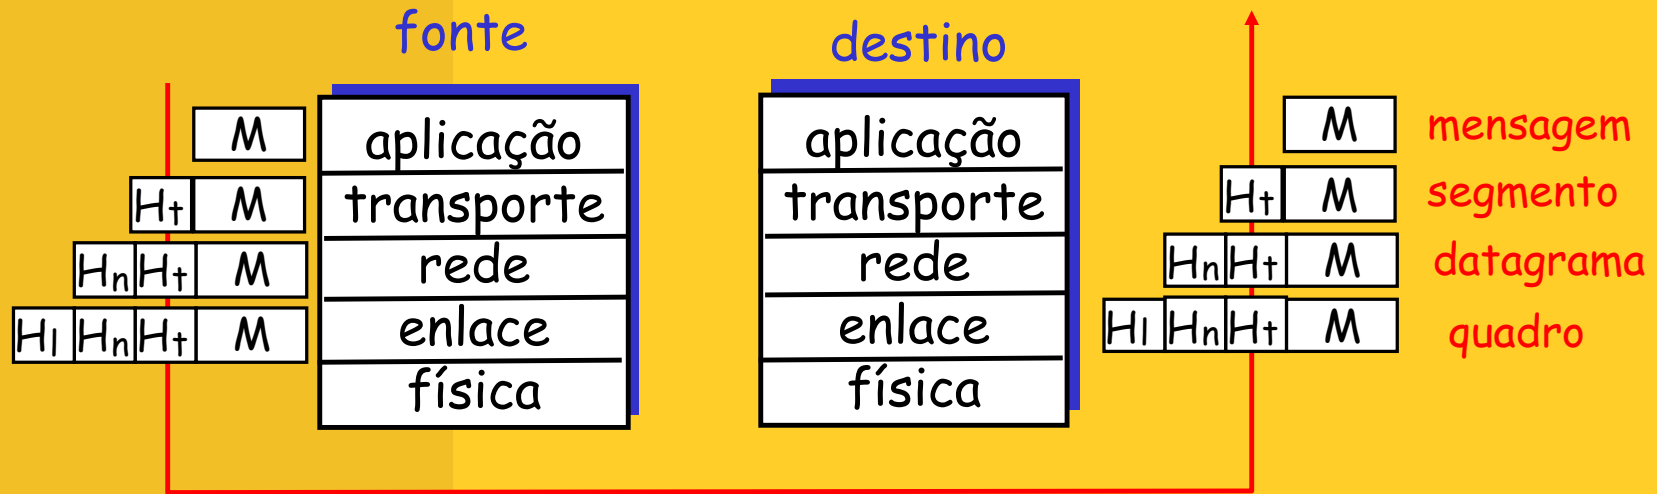 fonte
destino
M
aplicação
aplicação
M
mensagem
Ht
M
transporte
transporte
Ht
M
segmento
Hn
Ht
M
rede
rede
Hn
Ht
M
datagrama
Hl
Hn
Ht
M
enlace
enlace
Hl
Hn
Ht
M
quadro
física
física